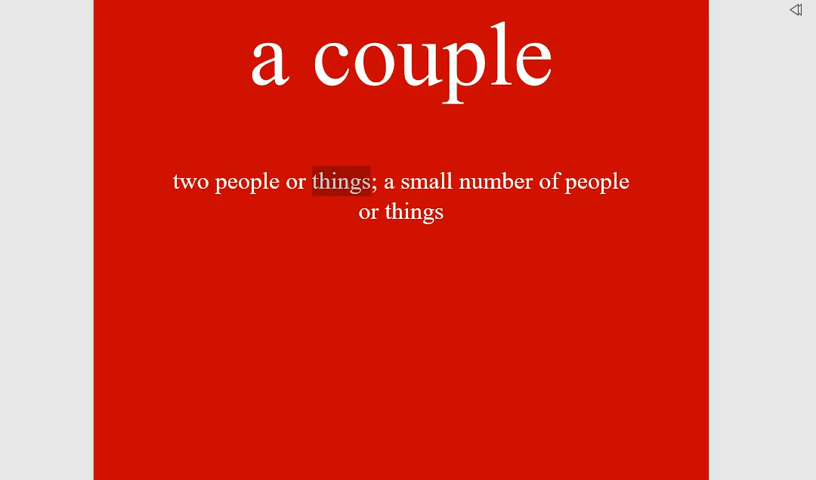 a couple
two people or things; a small number of people
or things